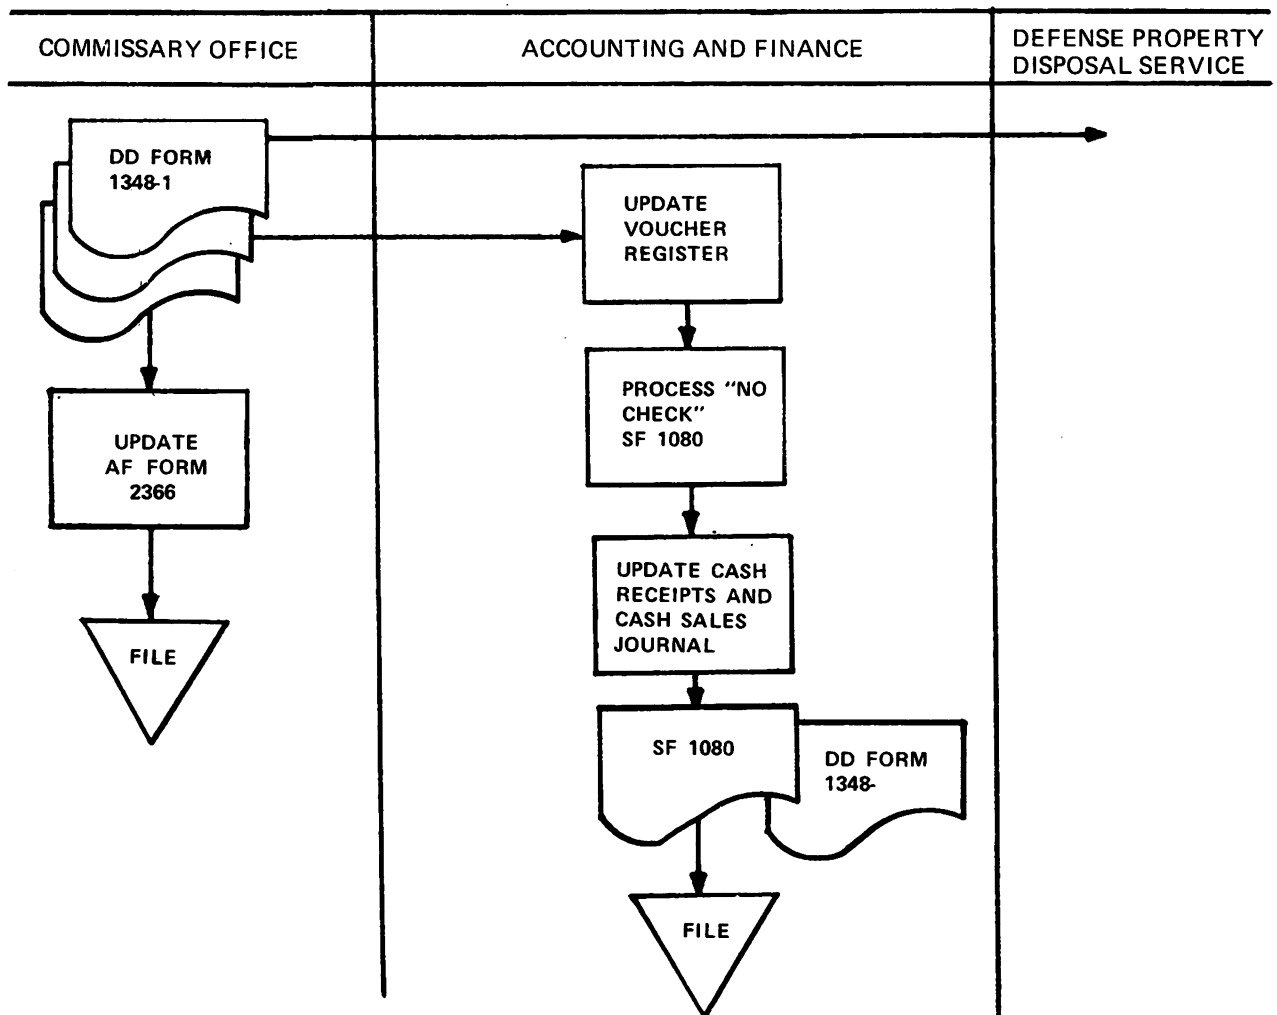 COMMISSARY OFFICE
ACCOUNTING AND FINANCE
DEFENSE PROPERTY
DISPOSAL SERVICE
DD FORM
1348-1
UPDATE
AF FORM
2366
FILE
UPDATE
VOUCHER
REGISTER
PROCESS "NO
CHECK"
SF 1080
UPDATE CASH
RECEIPTS AND
CASH SALES
JOURNAL
SF 1080
DD FORM
1348-
FILE